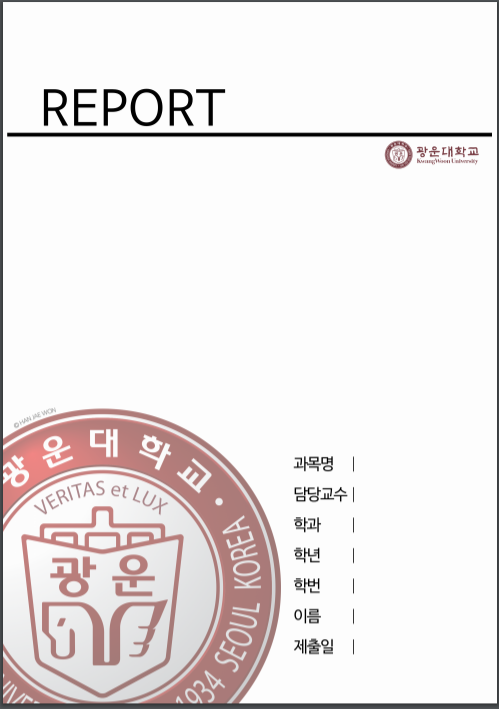 REPORT
광운대학교
KwangWoon University
© HAN JAE WON
광운대학교
VERITAS et LUX
광운
1934 SEOUL KOREA
과목명 |
담당교수 |
학과 |
학년 |
학번 |
이름 |
제출일 |